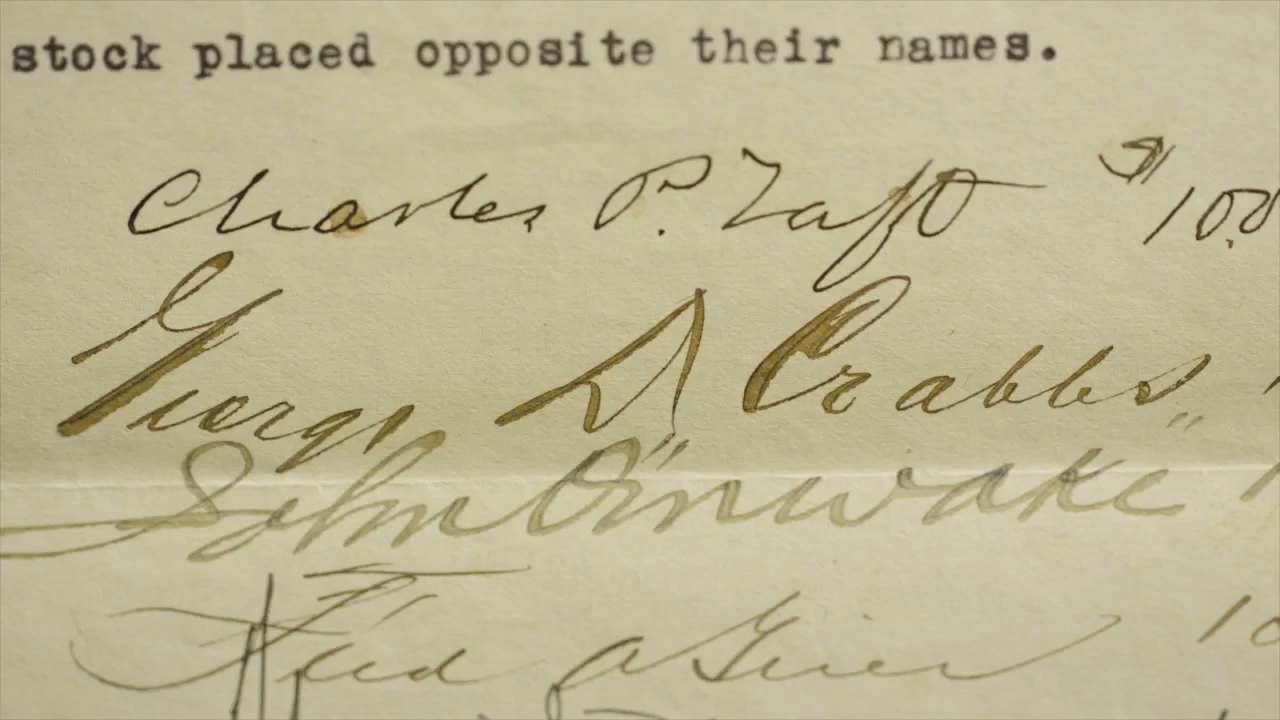 stock placed opposite their names.
Charles P. Taft $100
George D. Crabbs "
John Omwake "
Fred A Geier 10